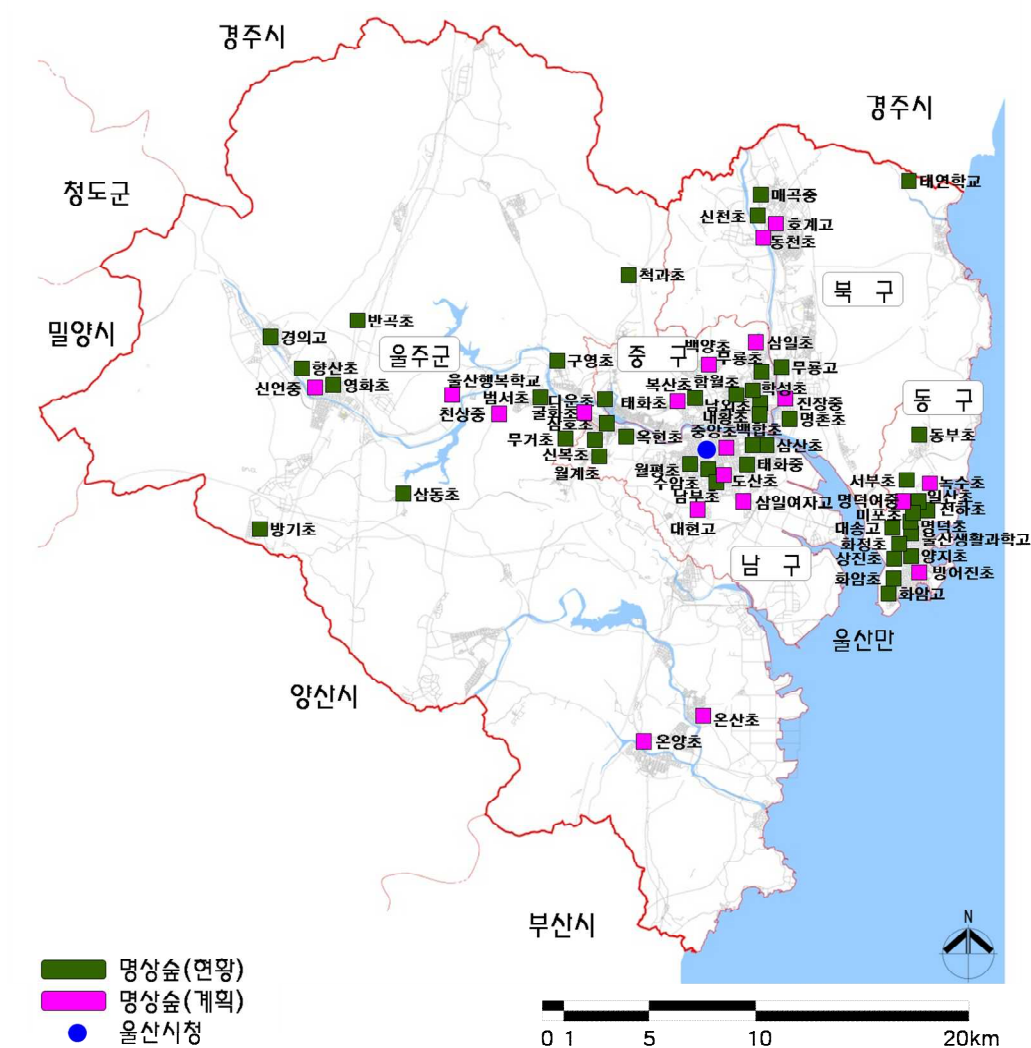 경주시
경주시
청도군
태연학교
매곡중
신천초
호계고
동천초
척과초
북 구
밀양시
반곡초
경의고
울주군
구영초
중 구
백양초
삼일초
무룡초
무룡고
항산초
신언중
영화초
울산행복학교
범서초
다운초
복산초
함월초
학성초
동 구
친상중
굴화초
태화초
내황초
진장중
명촌초
삼호초
중앙초
백합초
동부초
무거초
옥현초
삼산초
신복초
월계초
월평초
태화중
수암초
도산초
서부초
녹수초
삼동초
남부초
삼일여자고
명덕여중
일산초
대현고
미포초
전하초
방기초
대송고
명덕초
화정초
울산생활과학고
남 구
상진초
양지초
화암초
방어진초
화암고
울산만
양산시
온산초
온양초
부산시
N
명상숲(현황)
명상숲(계획)
울산시청
0 1 5 10 20km